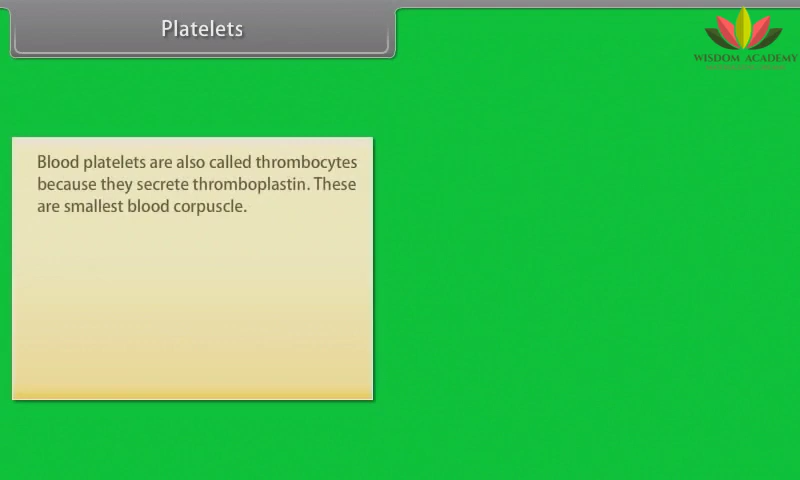 Platelets
WISDOM ACADEMY
Blood platelets are also called thrombocytes
because they secrete thromboplastin. These
are smallest blood corpuscle.